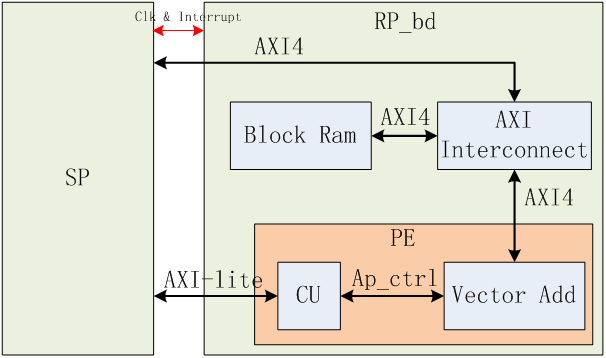 Clk & Interrupt
RP_bd
AXI4
SP
Block Ram
AXI4
AXI
Interconnect
AXI4
PE
AXI-lite
CU
Ap_ctrl
Vector Add